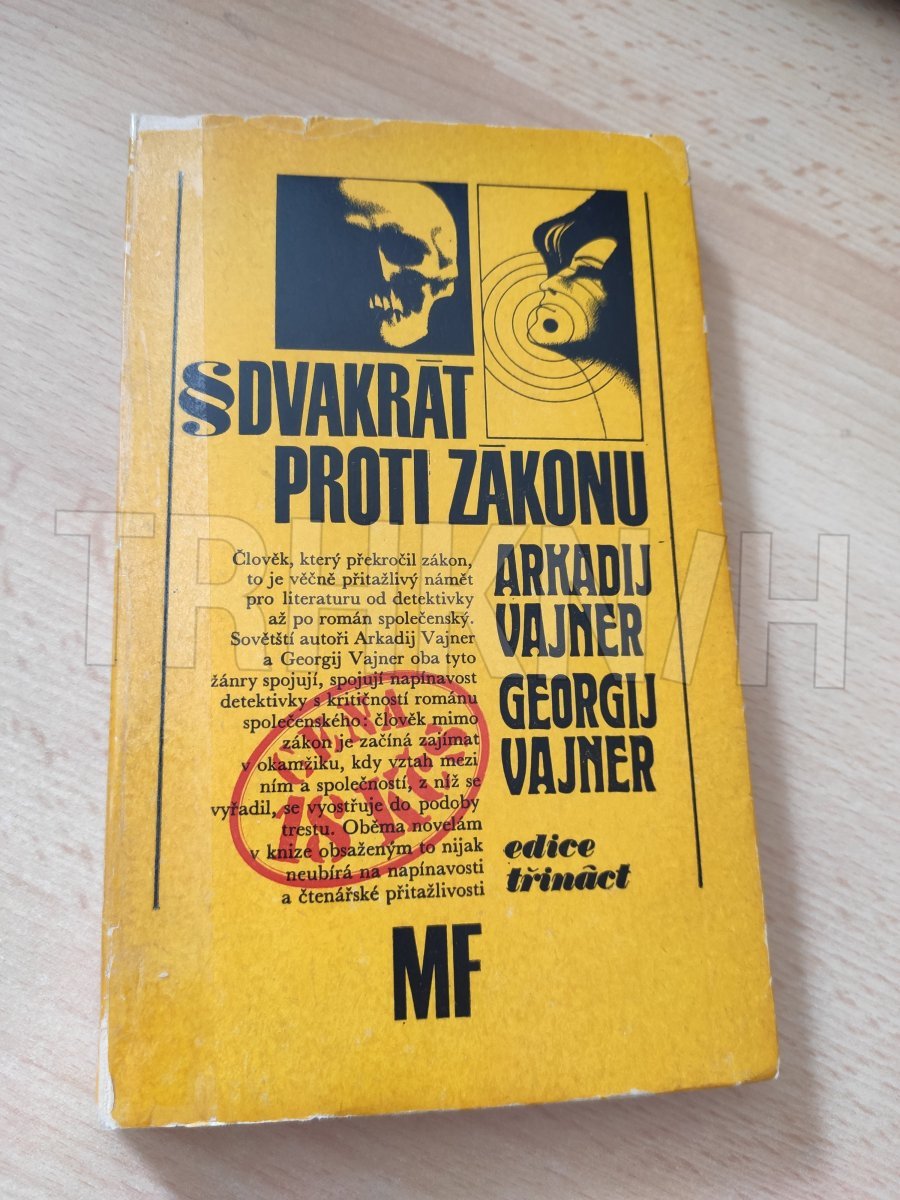 §DVAKRÁT
PROTI ZÁKONU
Člověk, který překročil zákon,
to je věčně přitažlivý námět
pro literaturu od detektivky
až po román společenský.
Sovětští autoři Arkadij Vajner
a Georgij Vajner oba tyto
žánry spojují, spojují napínavost
detektivky s kritičností románu
společenského: člověk mimo
zákon je začíná zajímat
v okamžiku, kdy vztah mezi
ním a společností, z níž se
vyřadil, se vyostřuje do podoby
trestu. Oběma novelám
v knize obsaženým to nijak
neubírá na napínavosti
a čtenářské přitažlivosti
ARKADIJ
VAJNER
GEORGIJ
VAJNER
edice
třináct
MF
TRHKNIH